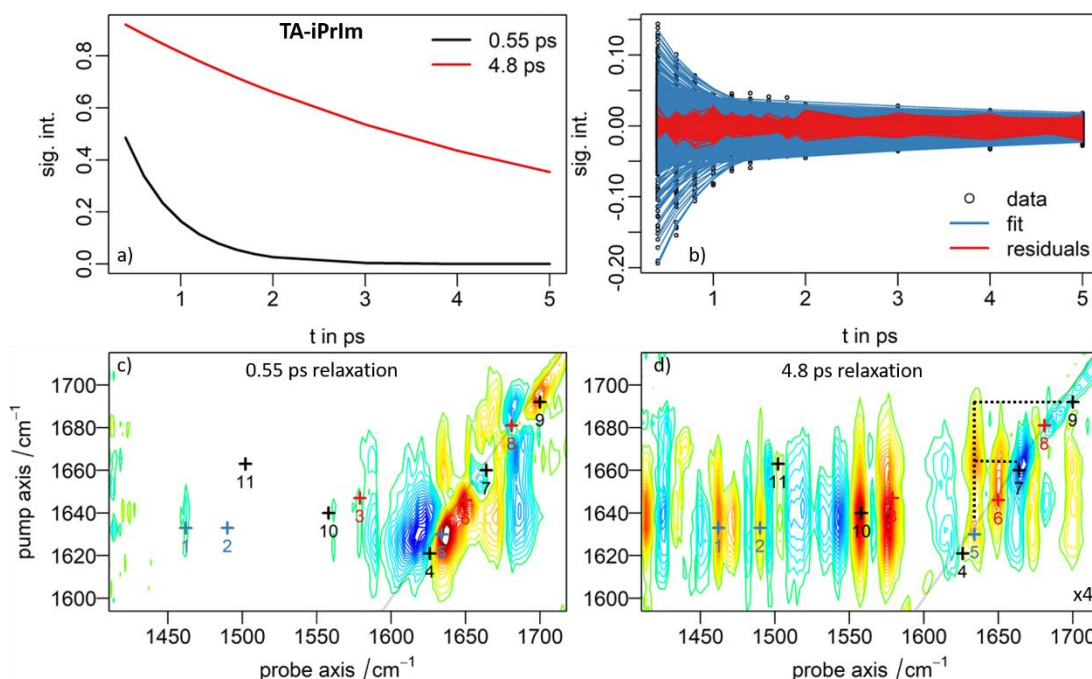 TA-iPrIm
0.55 ps
4.8 ps
sig. int.
0.0 0.2 0.4 0.6 0.8
a)
1 2 3 4 5
t in ps
sig. int.
-0.20 -0.10 0.00 0.05 0.10
b)
data
fit
residuals
1 2 3 4 5
t in ps
c)
0.55 ps relaxation
pump axis /cm⁻¹
1700
1680
1660
1640
1620
1600
9
8
7
11
6
3
10
1
2
5
4
1450 1500 1550 1600 1650 1700
probe axis /cm⁻¹
d)
4.8 ps relaxation
1700
1680
1660
1640
1620
1600
9
8
7
11
6
10
1
2
5
4
x4
1450 1500 1550 1600 1650 1700
probe axis /cm⁻¹